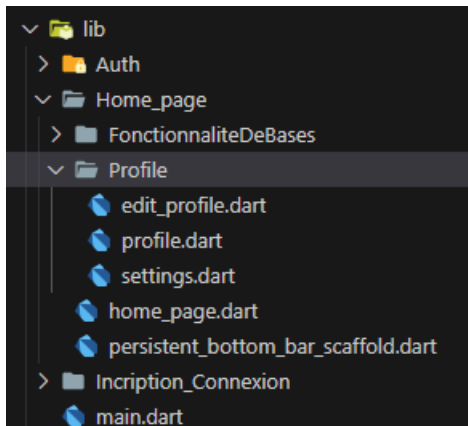 lib
Auth
Home_page
FonctionnaliteDeBases
Profile
edit_profile.dart
profile.dart
settings.dart
home_page.dart
persistent_bottom_bar_scaffold.dart
Incription_Connexion
main.dart